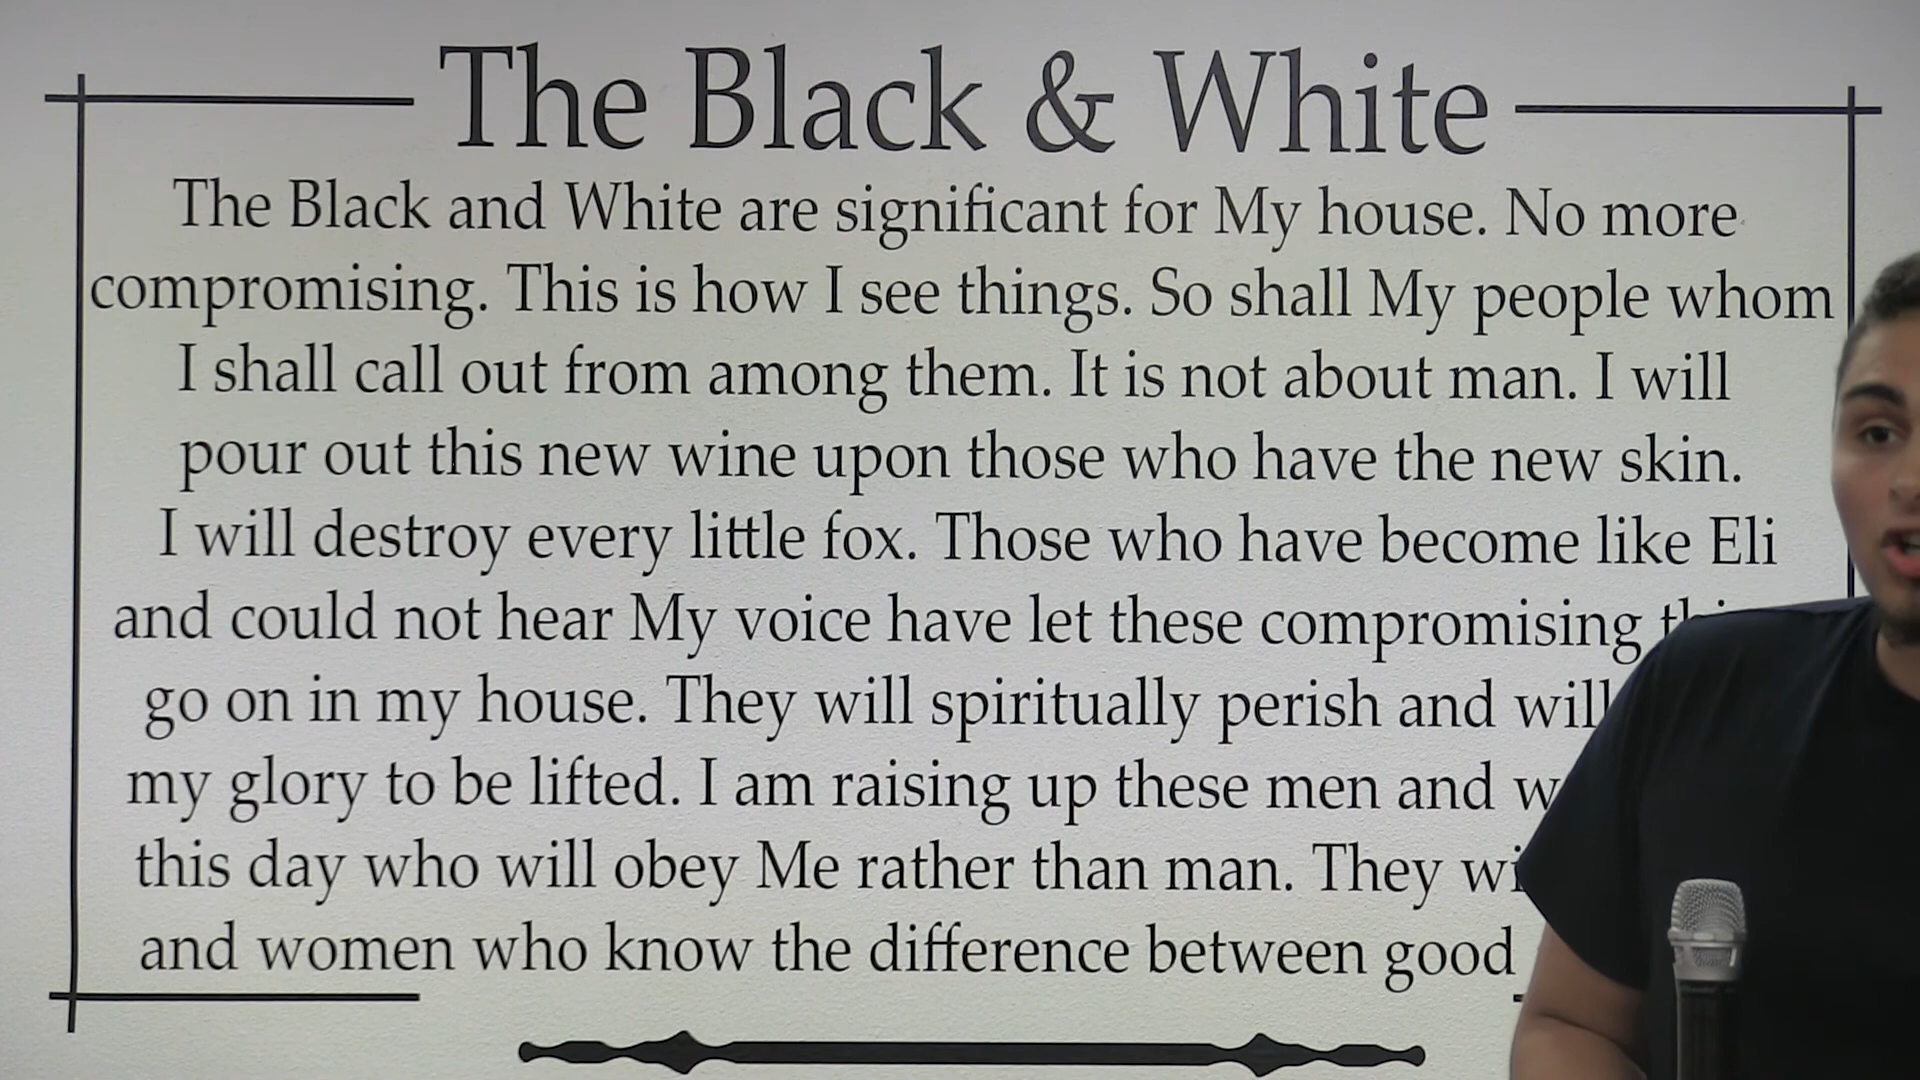 The Black & White
The Black and White are significant for My house. No more
compromising. This is how I see things. So shall My people whom
I shall call out from among them. It is not about man. I will
pour out this new wine upon those who have the new skin.
I will destroy every little fox. Those who have become like Eli
and could not hear My voice have let these compromising
go on in my house. They will spiritually perish and will
my glory to be lifted. I am raising up these men and
this day who will obey Me rather than man. They
and women who know the difference between good